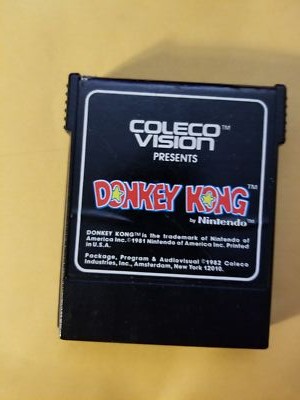 COLECO™
VISION
PRESENTS
DONKEY KONG™
by Nintendo™
DONKEY KONG™ is the trademark of Nintendo of
America Inc. ©1981 Nintendo of America Inc. Printed
in U.S.A.
Package, Program & Audiovisual ©1982 Coleco
Industries, Inc., Amsterdam, New York 12010.